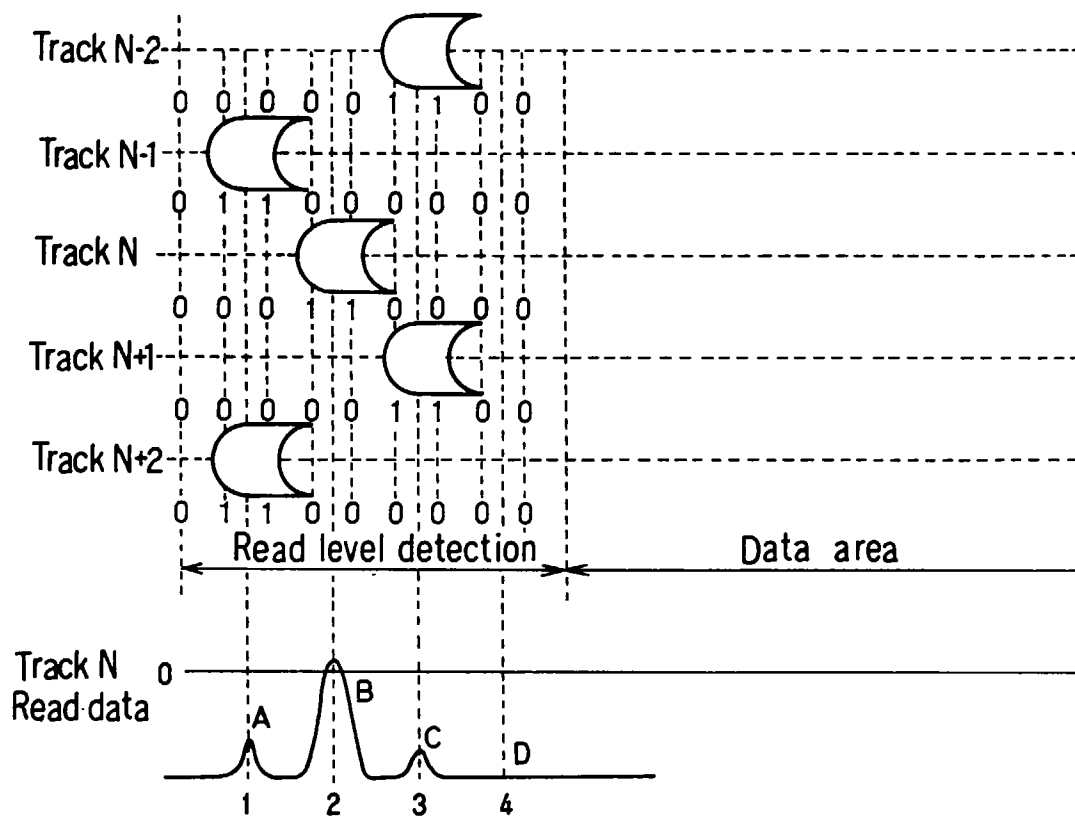 Track N-2
0 0 0 0 0 1 1 0 0
Track N-1
0 1 1 0 0 0 0 0 0
Track N
0 0 0 1 1 0 0 0 0
Track N+1
0 0 0 0 0 1 1 0 0
Track N+2
0 1 1 0 0 0 0 0 0
Read level detection Data area
Track N 0
Read data
A B C D
1 2 3 4